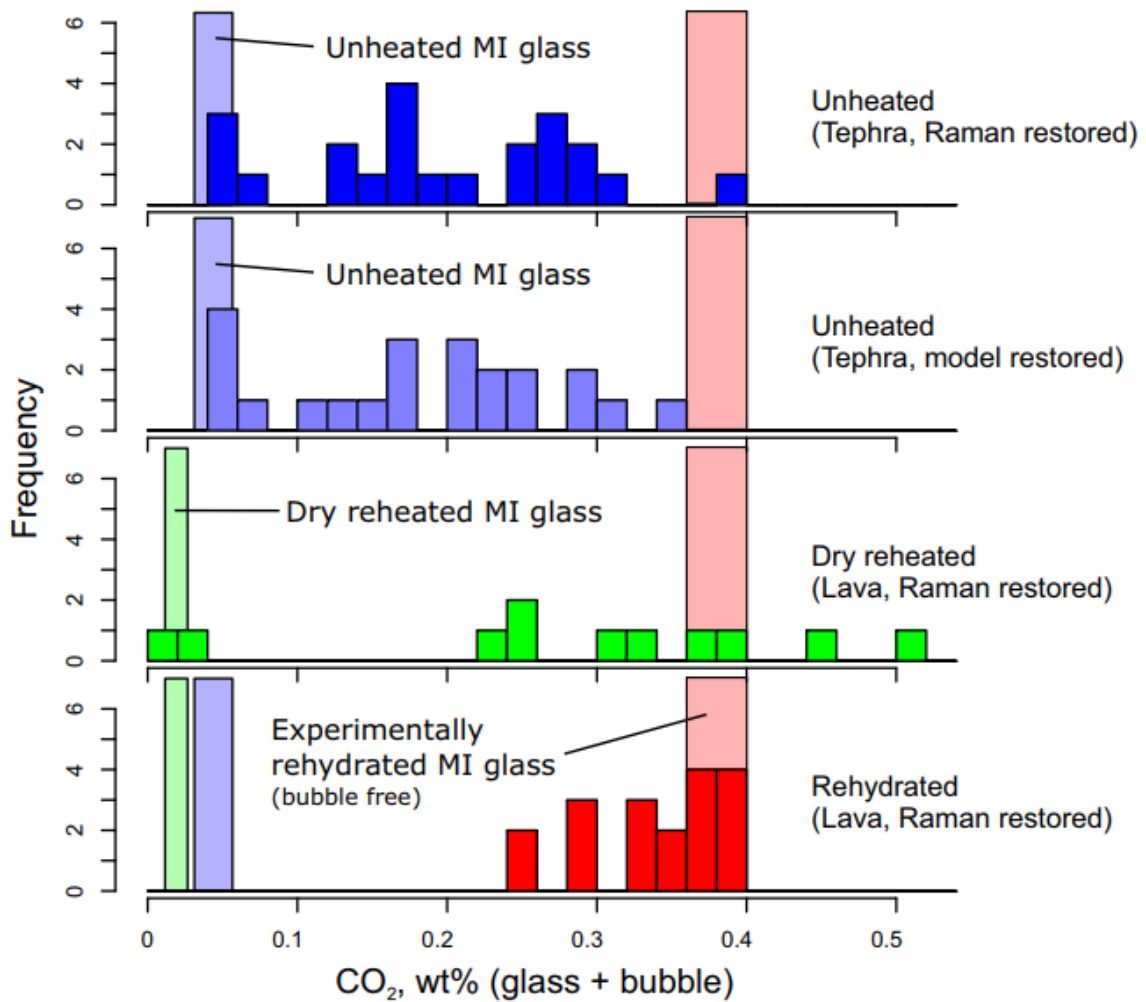 6
4
2
0
Unheated MI glass
Unheated
(Tephra, Raman restored)
6
4
2
0
Unheated MI glass
Unheated
(Tephra, model restored)
Frequency
6
4
2
0
Dry reheated MI glass
Dry reheated
(Lava, Raman restored)
6
4
2
0
Experimentally
rehydrated MI glass
(bubble free)
Rehydrated
(Lava, Raman restored)
0 0.1 0.2 0.3 0.4 0.5
CO₂, wt% (glass + bubble)